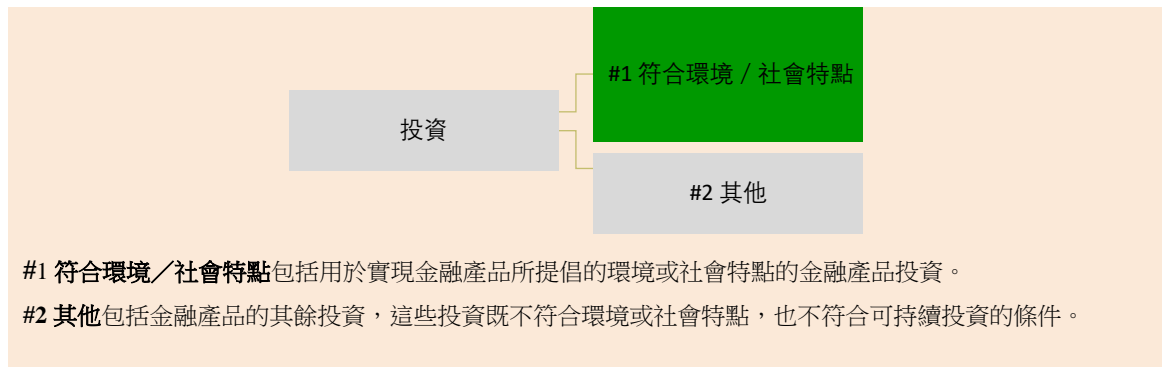 #1 符合環境／社會特點
投資
#2 其他
#1 符合環境／社會特點包括用於實現金融產品所提倡的環境或社會特點的金融產品投資。
#2 其他包括金融產品的其餘投資，這些投資既不符合環境或社會特點，也不符合可持續投資的條件。